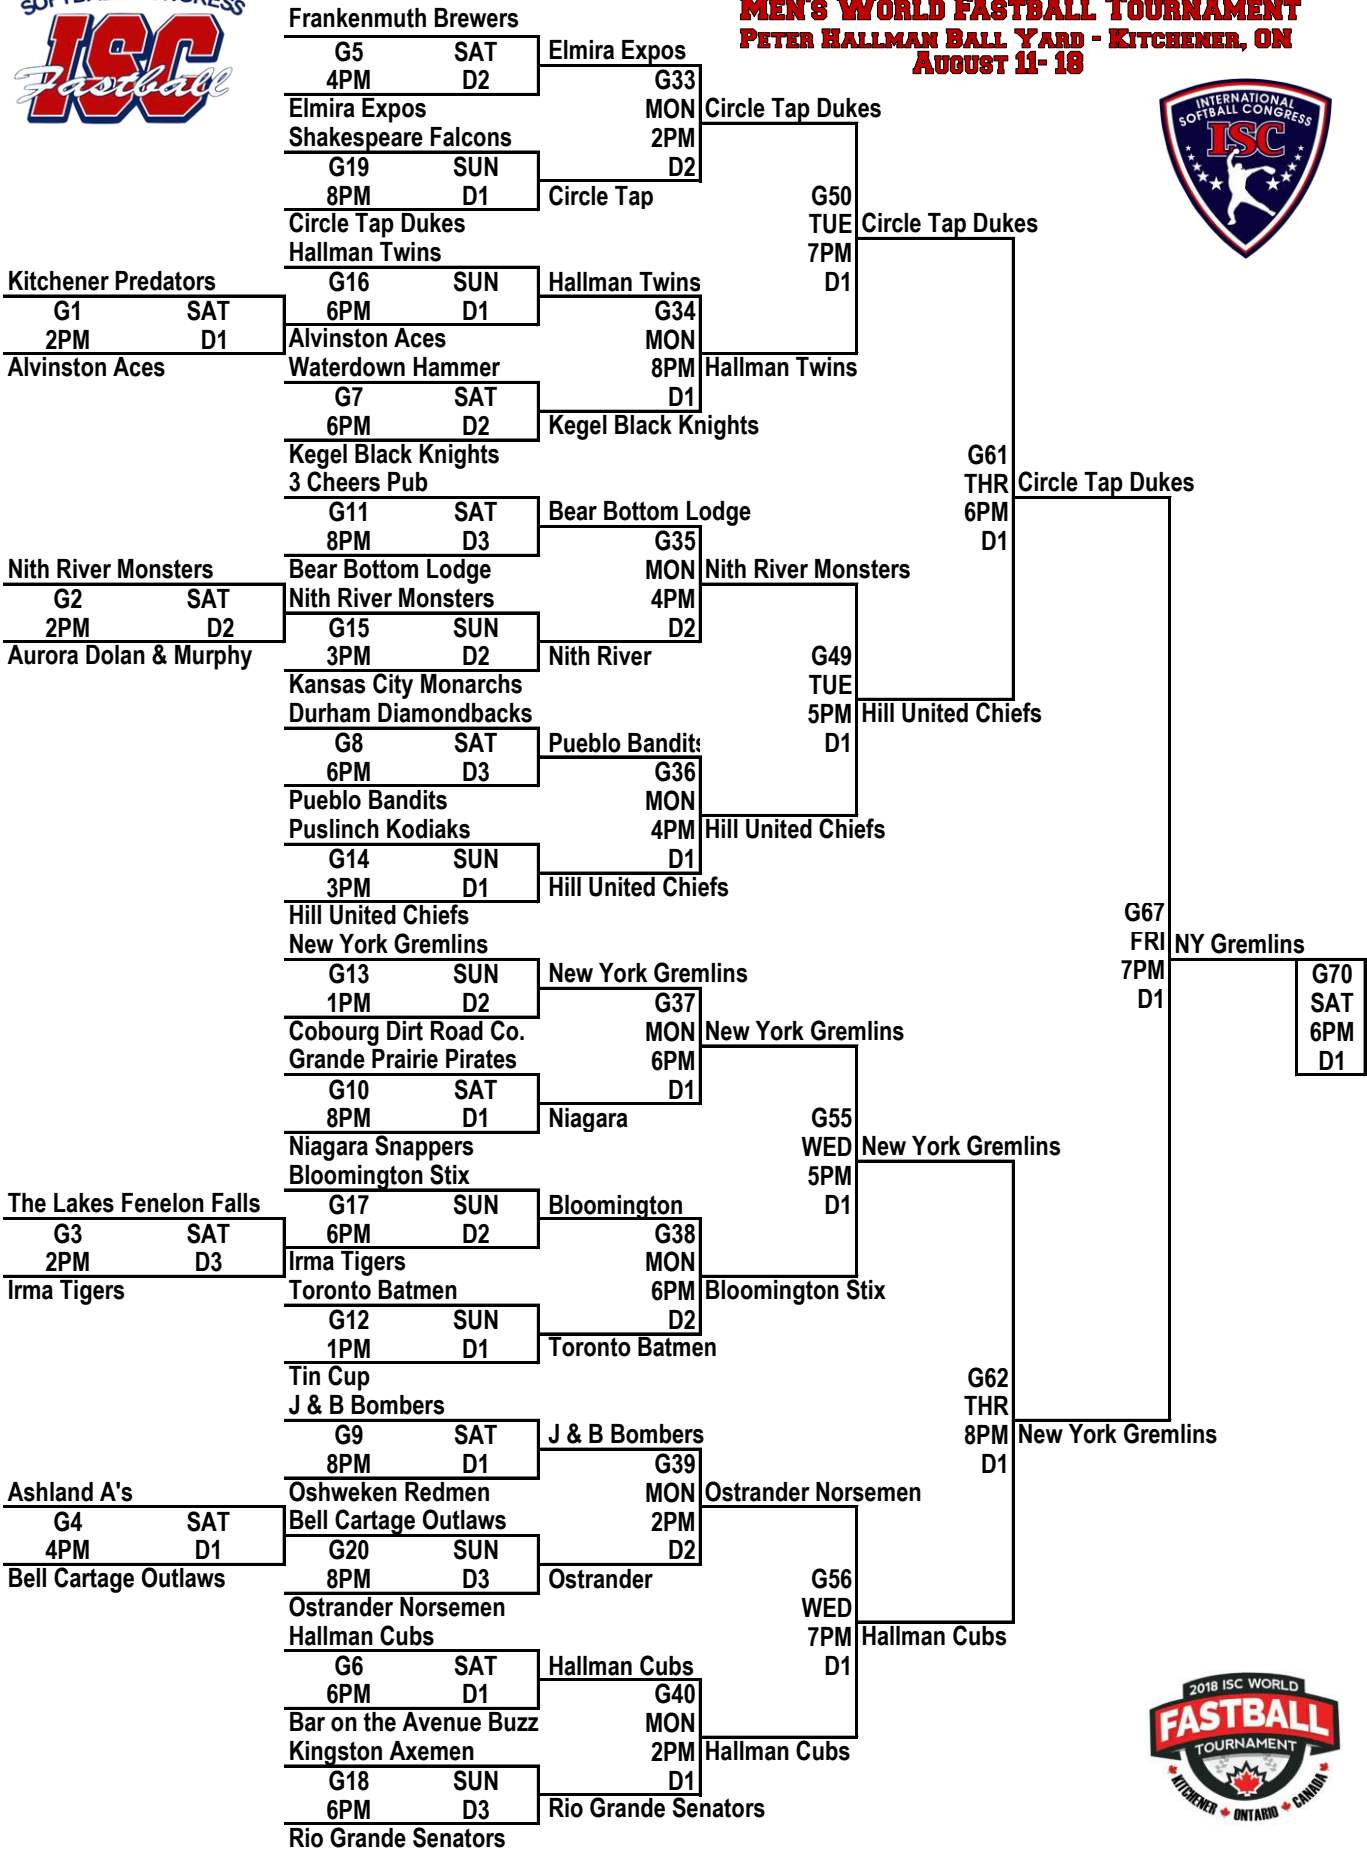 SOFTBALL CONGRESS
ISC
Fastball
MEN'S WORLD FASTBALL TOURNAMENT
PETER HALLMAN BALL YARD - KITCHENER, ON
AUGUST 11- 18
INTERNATIONAL
SOFTBALL CONGRESS
ISC
Frankenmuth Brewers
G5 SAT Elmira Expos
4PM D2 G33
Elmira Expos MON Circle Tap Dukes
Shakespeare Falcons 2PM
G19 SUN D2
8PM D1 Circle Tap G50
Circle Tap Dukes TUE Circle Tap Dukes
Hallman Twins 7PM
Kitchener Predators G16 SUN Hallman Twins D1
G1 SAT 6PM D1 G34
2PM D1 Alvinston Aces MON
Alvinston Aces Waterdown Hammer 8PM Hallman Twins
G7 SAT D1
6PM D2 Kegel Black Knights
Kegel Black Knights G61
3 Cheers Pub THR Circle Tap Dukes
G11 SAT Bear Bottom Lodge 6PM
8PM D3 G35 D1
Nith River Monsters Bear Bottom Lodge MON Nith River Monsters
G2 SAT Nith River Monsters 4PM
2PM D2 G15 SUN D2
Aurora Dolan & Murphy 3PM D2 Nith River G49
Kansas City Monarchs TUE
Durham Diamondbacks 5PM Hill United Chiefs
G8 SAT Pueblo Bandits D1
6PM D3 G36
Pueblo Bandits MON
Puslinch Kodiaks 4PM Hill United Chiefs
G14 SUN D1
3PM D1 Hill United Chiefs
Hill United Chiefs G67
New York Gremlins FRI NY Gremlins
G13 SUN New York Gremlins 7PM G70
1PM D2 G37 D1 SAT
Cobourg Dirt Road Co. MON New York Gremlins 6PM
Grande Prairie Pirates 6PM D1
G10 SAT D1
8PM D1 Niagara G55
Niagara Snappers WED New York Gremlins
Bloomington Stix 5PM
The Lakes Fenelon Falls G17 SUN Bloomington D1
G3 SAT 6PM D2 G38
2PM D3 Irma Tigers MON
Irma Tigers Toronto Batmen 6PM Bloomington Stix
G12 SUN D2
1PM D1 Toronto Batmen
Tin Cup G62
J & B Bombers THR
G9 SAT J & B Bombers 8PM New York Gremlins
8PM D1 G39 D1
Ashland A's Oshweken Redmen MON Ostrander Norsemen
G4 SAT Bell Cartage Outlaws 2PM
4PM D1 G20 SUN D2
Bell Cartage Outlaws 8PM D3 Ostrander G56
Ostrander Norsemen WED
Hallman Cubs 7PM Hallman Cubs
G6 SAT Hallman Cubs D1
6PM D1 G40
Bar on the Avenue Buzz MON
Kingston Axemen 2PM Hallman Cubs
G18 SUN D1
6PM D3 Rio Grande Senators
Rio Grande Senators
2018 ISC WORLD
FASTBALL
TOURNAMENT
KITCHENER ONTARIO CANADA